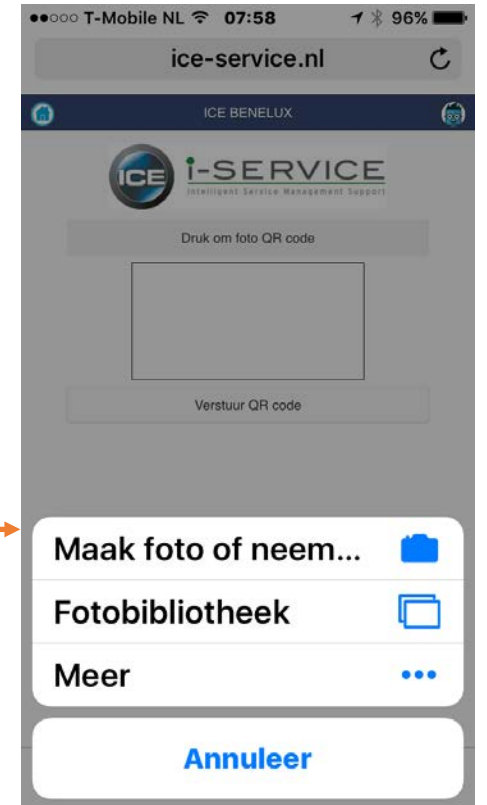 T-Mobile NL 07:58 96%
ice-service.nl
ICE BENELUX
ICE i-SERVICE
Intelligent Service Management Support
Druk om foto QR code
Verstuur QR code
Maak foto of neem...
Fotobibliotheek
Meer
Annuleer